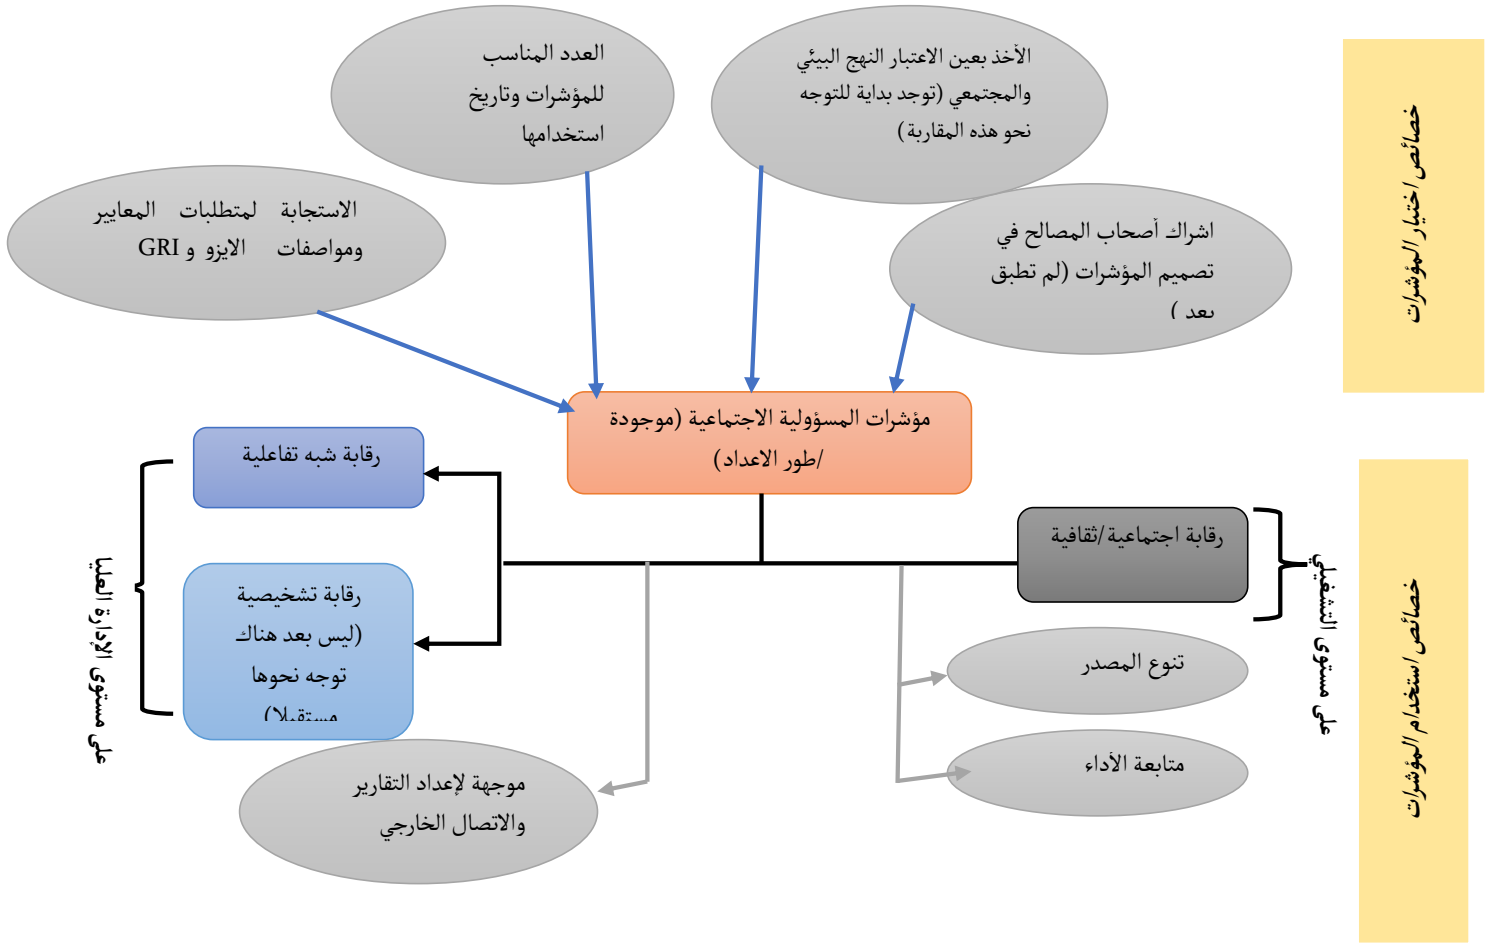 العدد المناسب
للمؤشرات وتاريخ
استخدامها
الأخذ بعين الاعتبار النهج البيئي
والمجتمعي (توجد بداية للتوجه
نحو هذه المقاربة)
الاستجابة لمتطلبات المعايير
ومواصفات الايزو و GRI
اشراك أصحاب المصالح في
تصميم المؤشرات (لم تطبق
بعد )
خصائص اختيار المؤشرات
مؤشرات المسؤولية الاجتماعية (موجودة
/طور الاعداد)
رقابة شبه تفاعلية
رقابة تشخيصية
(ليس بعد هناك
توجه نحوها
مستقبلا)
على مستوى الإدارة العليا
رقابة اجتماعية/ثقافية
على مستوى التشغيلي
تنوع المصدر
متابعة الأداء
موجهة لإعداد التقارير
والاتصال الخارجي
خصائص استخدام المؤشرات